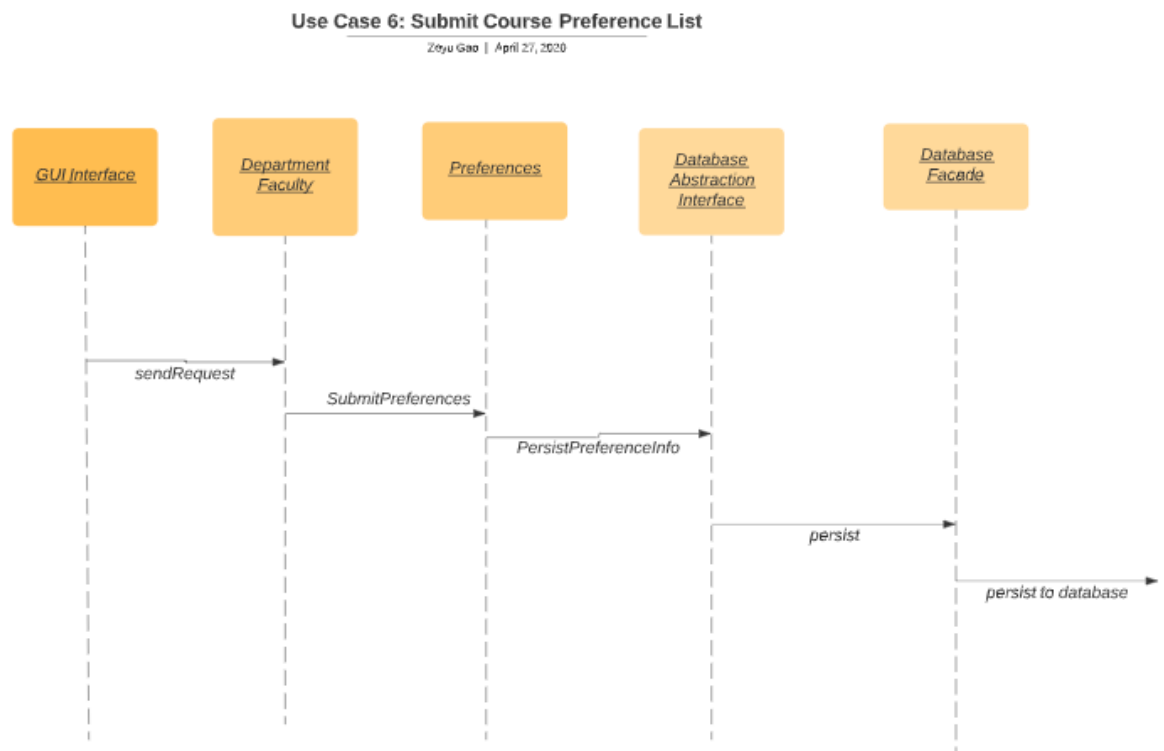 Use Case 6: Submit Course Preference List
Zeyu Gao | April 27, 2020
GUI Interface
Department
Faculty
Preferences
Database
Abstraction
Interface
Database
Facade
sendRequest
SubmitPreferences
PersistPreferenceInfo
persist
persist to database